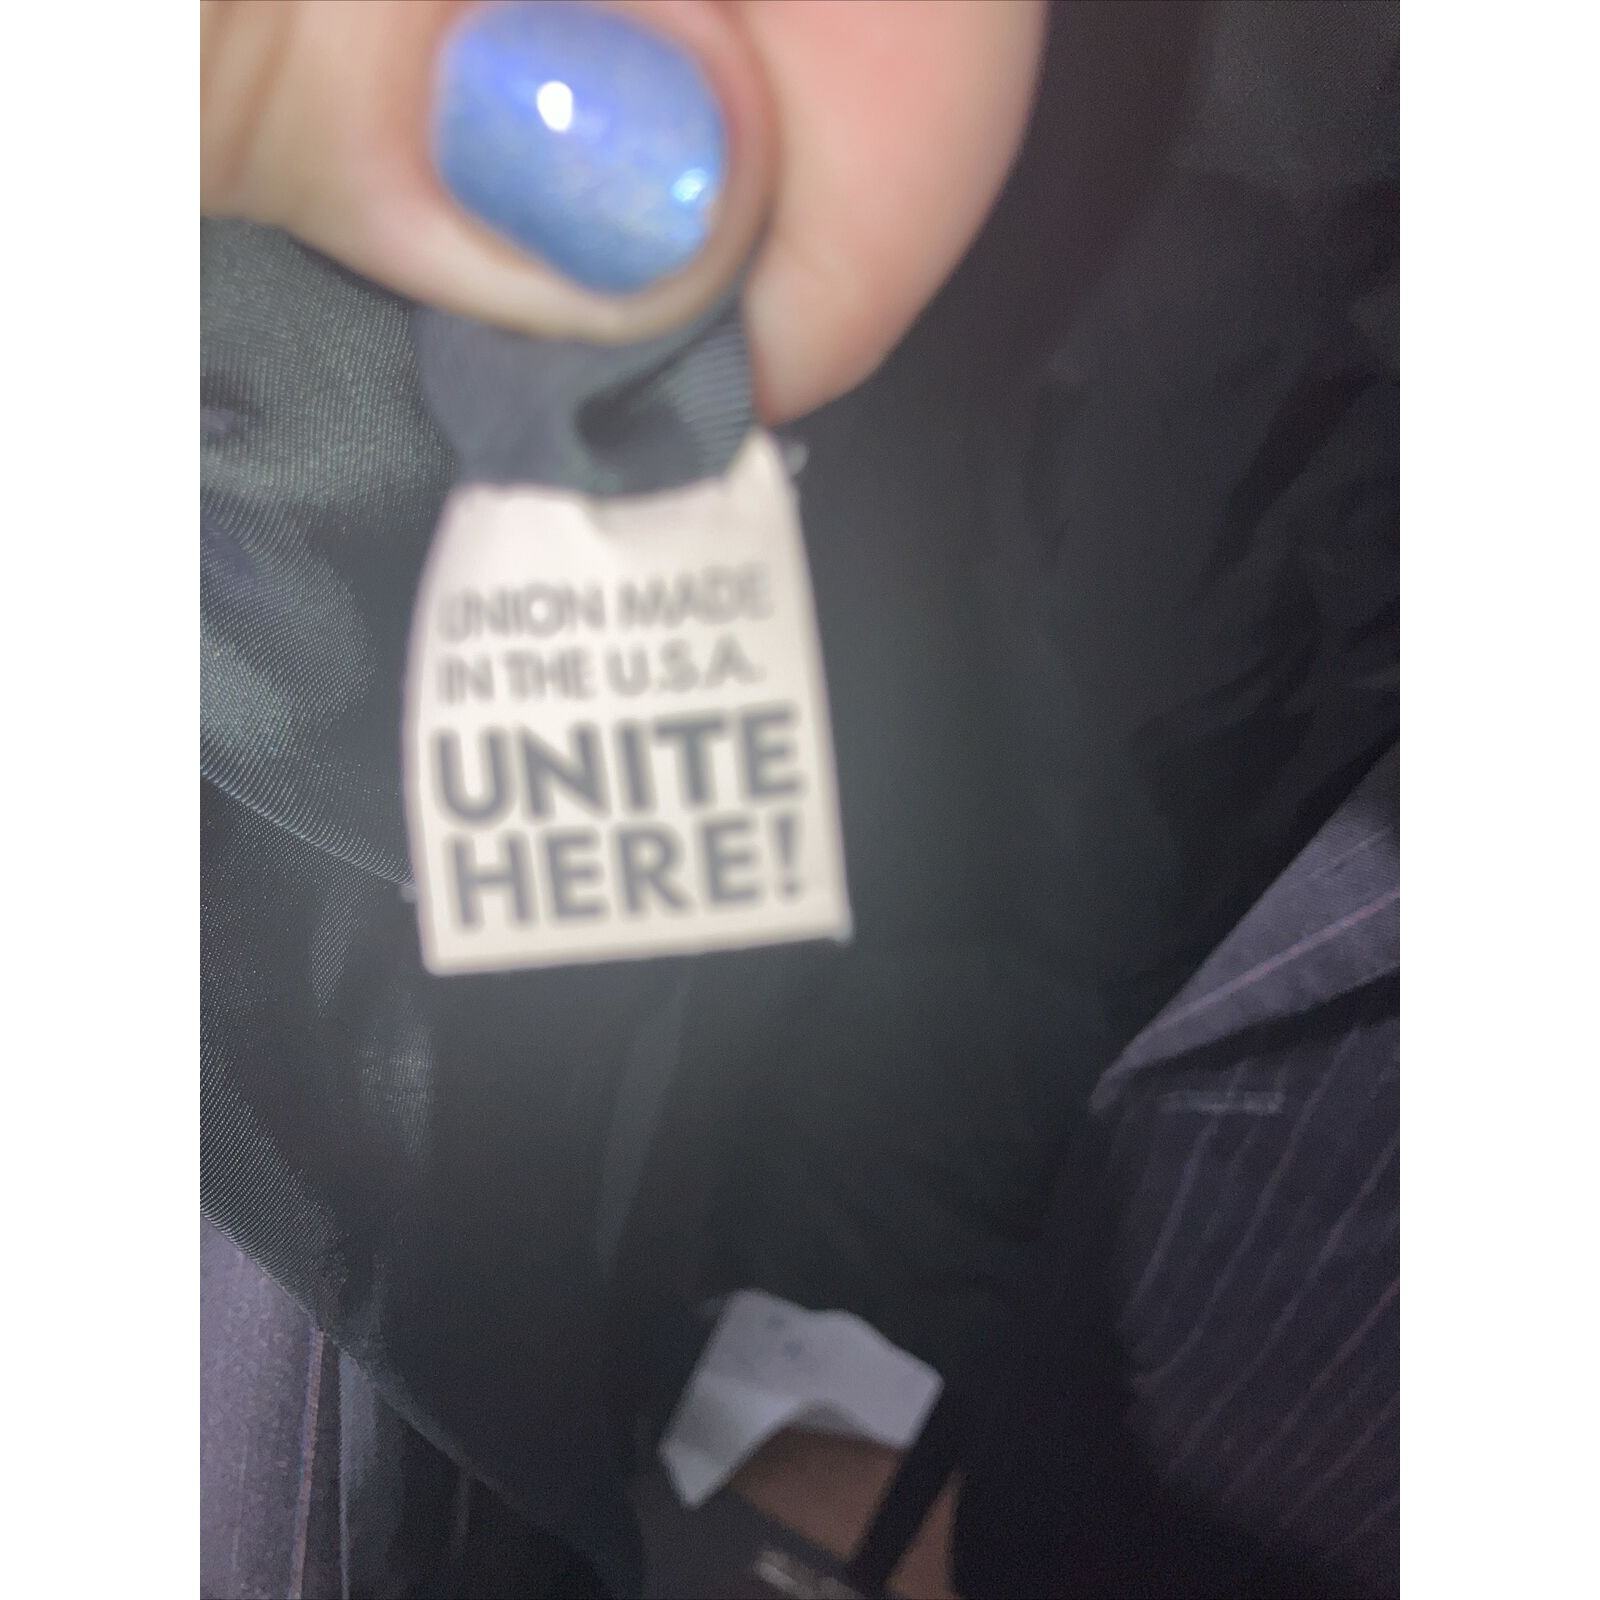 UNION MADE
IN THE U.S.A.
UNITE
HERE!